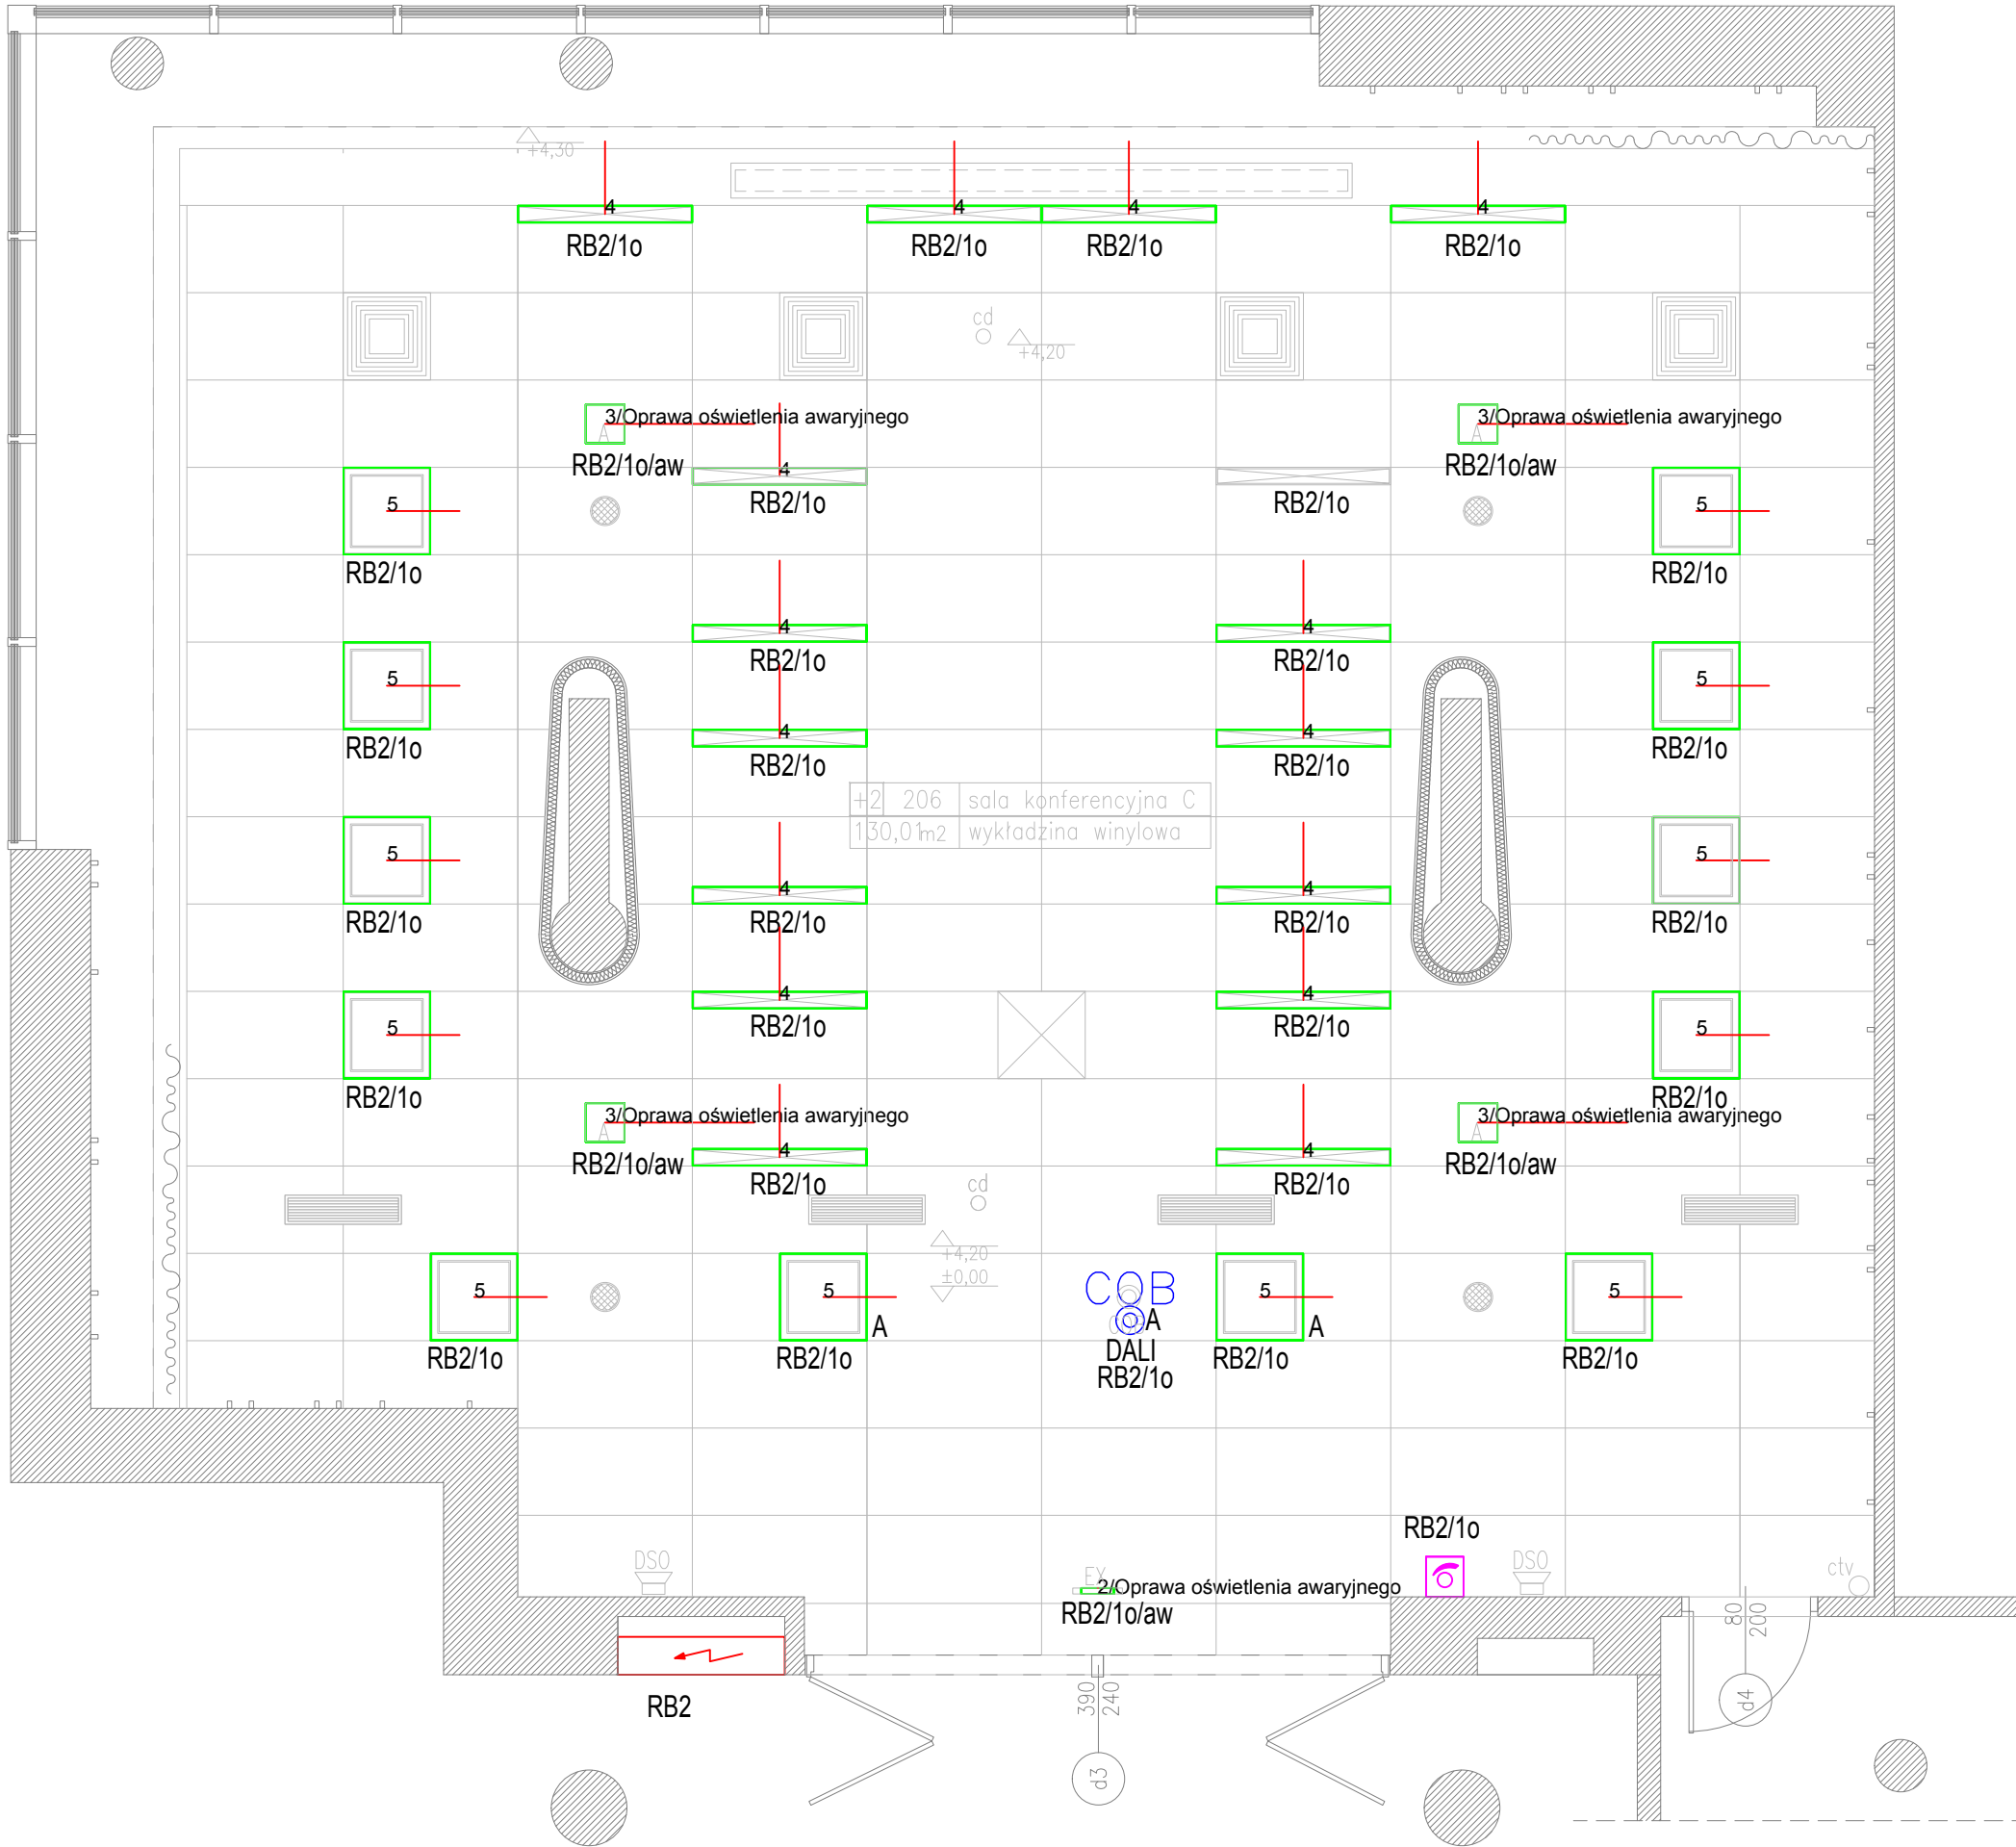 +4,30
4 4 4 4
RB2/1o RB2/1o RB2/1o RB2/1o
cd
+4,20
3/Oprawa oświetlenia awaryjnego 3/Oprawa oświetlenia awaryjnego
A A
RB2/1o/aw RB2/1o/aw
4
RB2/1o RB2/1o
5 5
RB2/1o RB2/1o
4 4
RB2/1o RB2/1o
5 5
RB2/1o RB2/1o
4 4
RB2/1o RB2/1o
+2 206 sala konferencyjna C
130,01m2 wykładzina winylowa
5 5
RB2/1o RB2/1o
4 4
RB2/1o RB2/1o
4 4
RB2/1o RB2/1o
5 5
RB2/1o RB2/1o
3/Oprawa oświetlenia awaryjnego 3/Oprawa oświetlenia awaryjnego
A A
RB2/1o/aw RB2/1o/aw
4 4
RB2/1o RB2/1o
cd
+4,20
±0,00
COB
5 5 5 5
A A A
DALI
RB2/1o RB2/1o RB2/1o RB2/1o
RB2/1o
RB2/1o
DSO DSO
ctv
EX
2/Oprawa oświetlenia awaryjnego
RB2/1o/aw
80
200
RB2
390
240
d4
d3